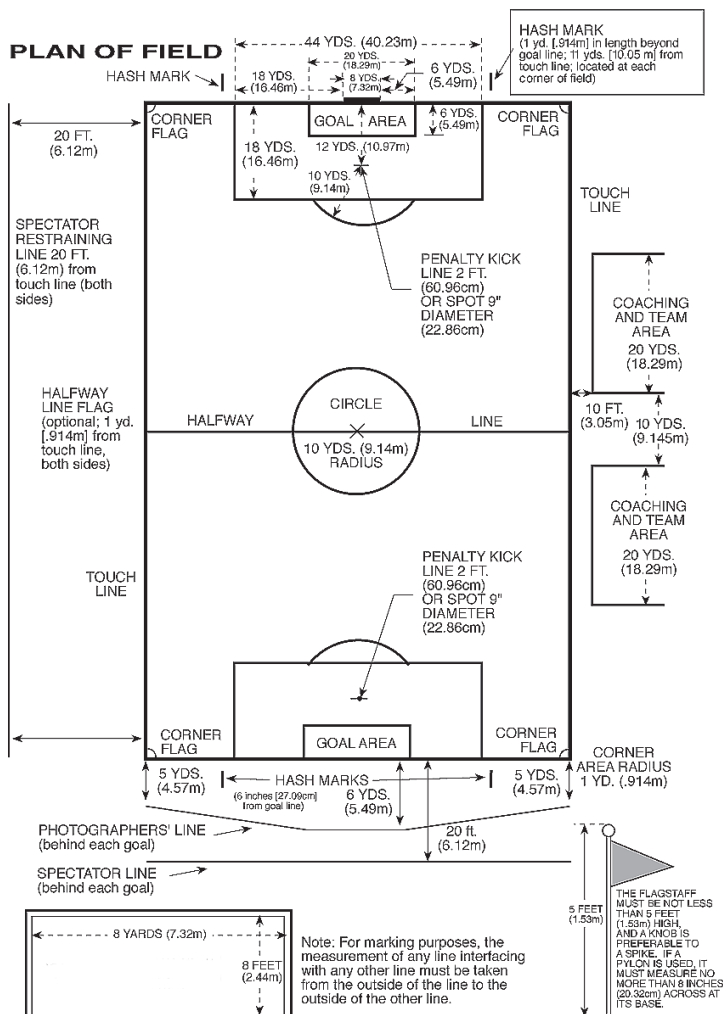 PLAN OF FIELD
44 YDS. (40.23m)
20 YDS.
(18.29m)
HASH MARK
18 YDS.
(16.46m)
8 YDS.
(7.32m)
6 YDS.
(5.49m)
HASH MARK
(1 yd. [.914m] in length beyond
goal line; 11 yds. [10.05 m] from
touch line; located at each
corner of field)
20 FT.
(6.12m)
CORNER
FLAG
GOAL AREA
6 YDS.
(5.49m)
CORNER
FLAG
18 YDS.
(16.46m)
12 YDS. (10.97m)
10 YDS.
(9.14m)
TOUCH
LINE
SPECTATOR
RESTRAINING
LINE 20 FT.
(6.12m) from
touch line (both
sides)
PENALTY KICK
LINE 2 FT.
(60.96cm)
OR SPOT 9"
DIAMETER
(22.86cm)
COACHING
AND TEAM
AREA
20 YDS.
(18.29m)
HALFWAY
LINE FLAG
(optional; 1 yd.
[.914m] from
touch line,
both sides)
HALFWAY
CIRCLE
LINE
10 YDS. (9.14m)
RADIUS
10 FT.
(3.05m)
10 YDS.
(9.145m)
COACHING
AND TEAM
AREA
20 YDS.
(18.29m)
TOUCH
LINE
PENALTY KICK
LINE 2 FT.
(60.96cm)
OR SPOT 9"
DIAMETER
(22.86cm)
CORNER
FLAG
GOAL AREA
CORNER
FLAG
CORNER
AREA RADIUS
1 YD. (.914m)
5 YDS.
(4.57m)
HASH MARKS
(6 inches [27.09cm]
from goal line)
6 YDS.
(5.49m)
5 YDS.
(4.57m)
PHOTOGRAPHERS' LINE
(behind each goal)
20 ft.
(6.12m)
SPECTATOR LINE
(behind each goal)
8 YARDS (7.32m)
8 FEET
(2.44m)
Note: For marking purposes, the
measurement of any line interfacing
with any other line must be taken
from the outside of the line to the
outside of the other line.
5 FEET
(1.53m)
THE FLAGSTAFF
MUST BE NOT LESS
THAN 5 FEET
(1.53m) HIGH,
AND A KNOB IS
PREFERABLE TO
A SPIKE. IF A
PYLON IS USED, IT
MUST MEASURE NO
MORE THAN 8 INCHES
(20.32cm) ACROSS AT
ITS BASE.